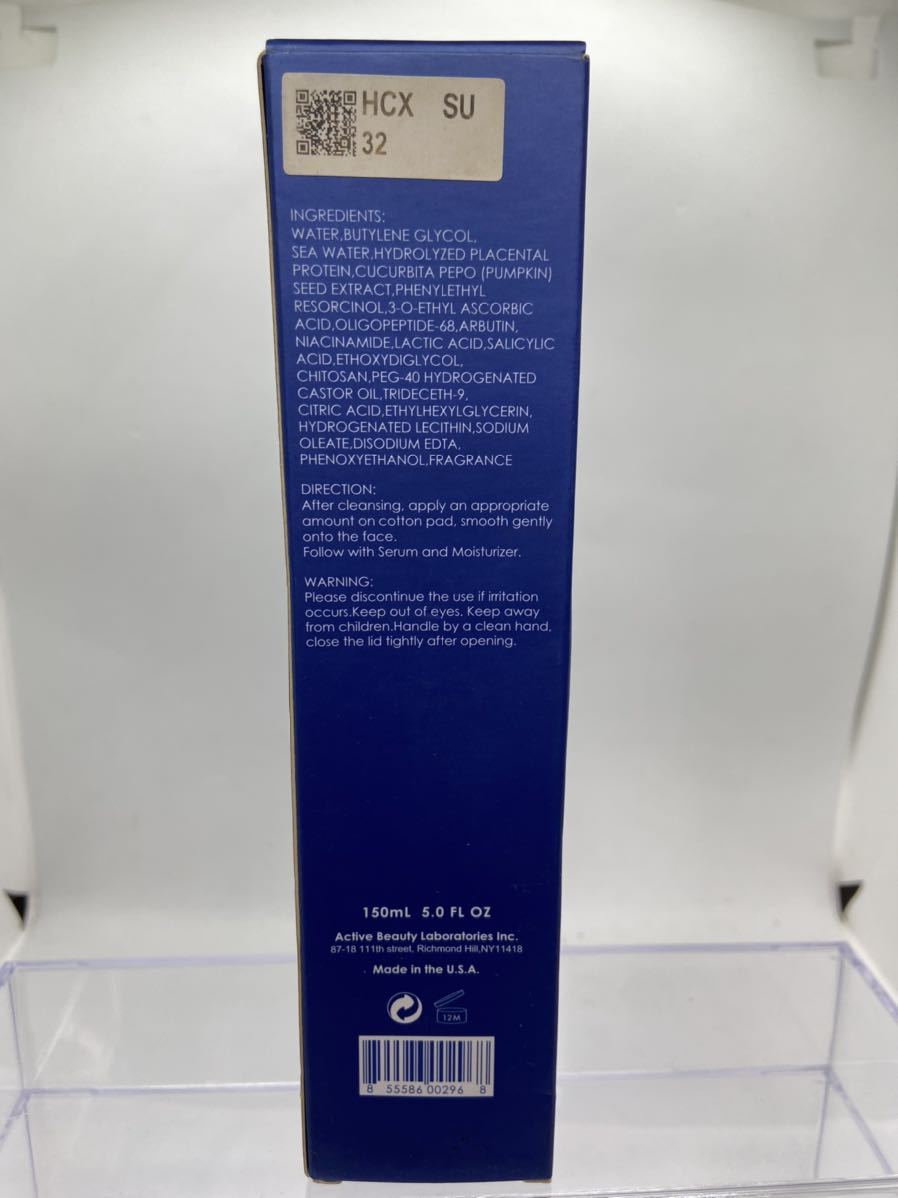 HCX SU
32
INGREDIENTS:
WATER,BUTYLENE GLYCOL,
SEA WATER,HYDROLYZED PLACENTAL
PROTEIN,CUCURBITA PEPO (PUMPKIN)
SEED EXTRACT,PHENYLETHYL
RESORCINOL,3-O-ETHYL ASCORBIC
ACID,OLIGOPEPTIDE-68,ARBUTIN,
NIACINAMIDE,LACTIC ACID,SALICYLIC
ACID,ETHOXYDIGLYCOL,
CHITOSAN,PEG-40 HYDROGENATED
CASTOR OIL,TRIDECETH-9,
CITRIC ACID,ETHYLHEXYLGLYCERIN,
HYDROGENATED LECITHIN,SODIUM
OLEATE,DISODIUM EDTA,
PHENOXYETHANOL,FRAGRANCE
DIRECTION:
After cleansing, apply an appropriate
amount on cotton pad, smooth gently
onto the face.
Follow with Serum and Moisturizer.
WARNING:
Please discontinue the use if irritation
occurs.Keep out of eyes. Keep away
from children.Handle by a clean hand,
close the lid tightly after opening.
150mL 5.0 FL OZ
Active Beauty Laboratories Inc.
87-18 111th street, Richmond Hill,NY11418
Made in the U.S.A.
12M
8 55586 00296 8